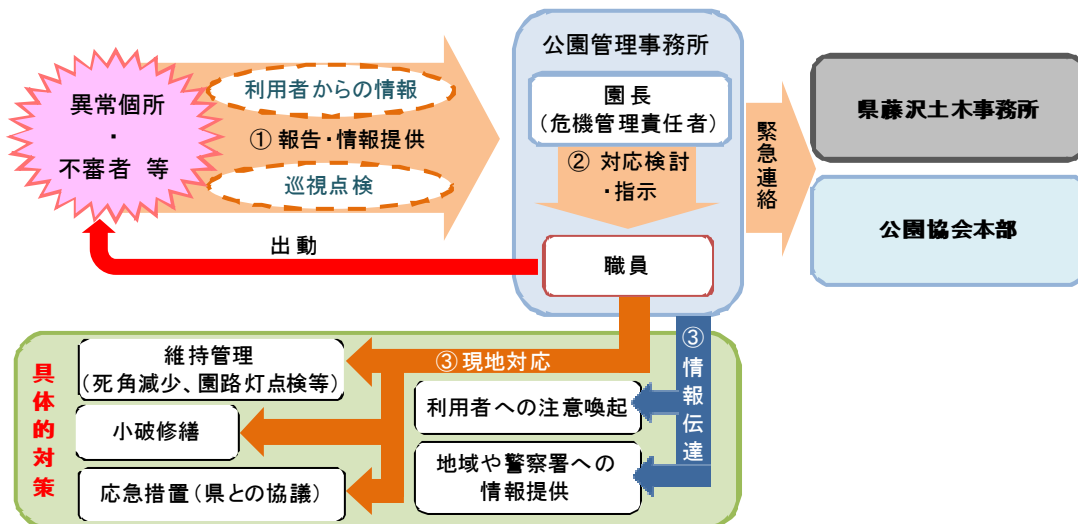 異常個所
・
不審者 等
利用者からの情報
① 報告・情報提供
巡視点検
出動
公園管理事務所
園長
(危機管理責任者)
② 対応検討
・指示
職員
緊急連絡
県藤沢土木事務所
公園協会本部
具体的対策
③現地対応
維持管理
(死角減少、園路灯点検等)
小破修繕
応急措置(県との協議)
③情報伝達
利用者への注意喚起
地域や警察署への
情報提供